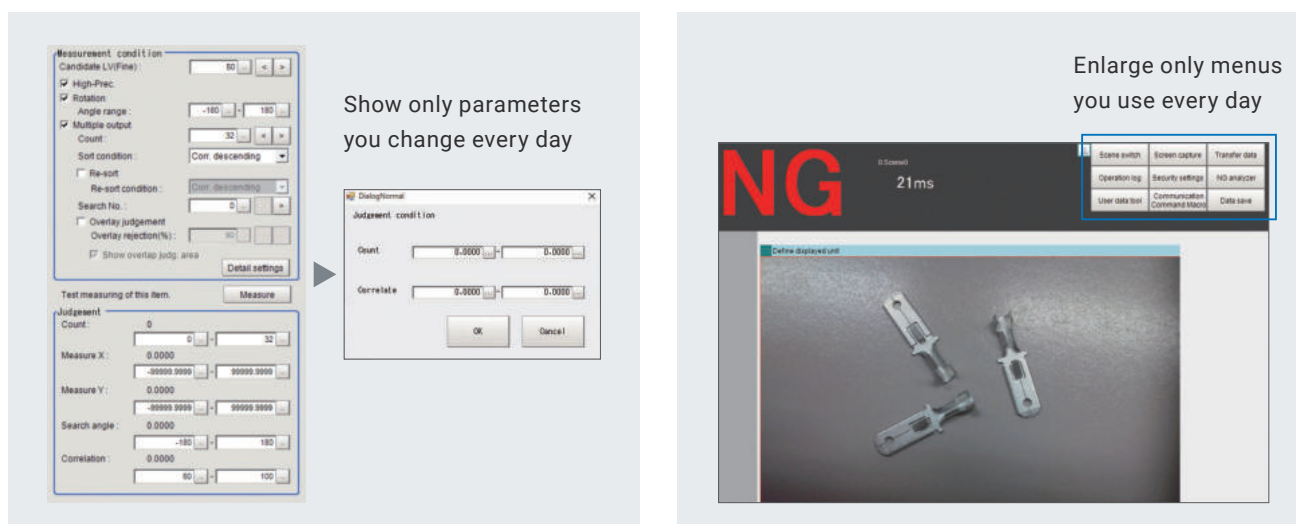 Measurement condition
Candidate LV(Fine) : 80 .. < >
High-Prec.
Rotation
Angle range : -180 .. - 180 ..
Multiple output
Count : 32 .. < >
Sort condition : Corr. descending
Re-sort
Re-sort condition : Corr. descending
Search No. : 0 .. >
Overlay judgement
Overlay rejection(%) : ..
Show overlap judg. area
Detail settings
Test measuring of this item. Measure
Judgement
Count : 0
0 .. - 32 ..
Measure X : 0.0000
-99999.9999 .. - 99999.9999 ..
Measure Y : 0.0000
-99999.9999 .. - 99999.9999 ..
Search angle : 0.0000
-180 .. - 180 ..
Correlation : 0.0000
80 .. - 100 ..
Show only parameters
you change every day
DialogNormal X
Judgement condition
Count 0.0000 ... - 0.0000 ...
Correlate 0.0000 ... - 0.0000 ...
OK Cancel
Enlarge only menus
you use every day
NG
0.Scene0
21ms
Scene switch Screen capture Transfer data
Operation log Security settings NG analyzer
User data tool Communication Command Macro Data save
Define displayed unit